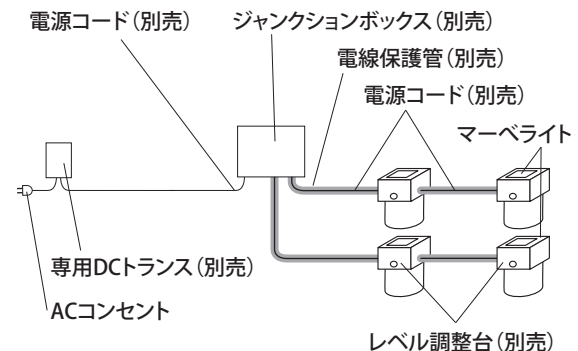 電源コード（別売）
ジャンクションボックス（別売）
電線保護管（別売）
電源コード（別売）
マーベライト
専用DCトランス（別売）
ACコンセント
レベル調整台（別売）